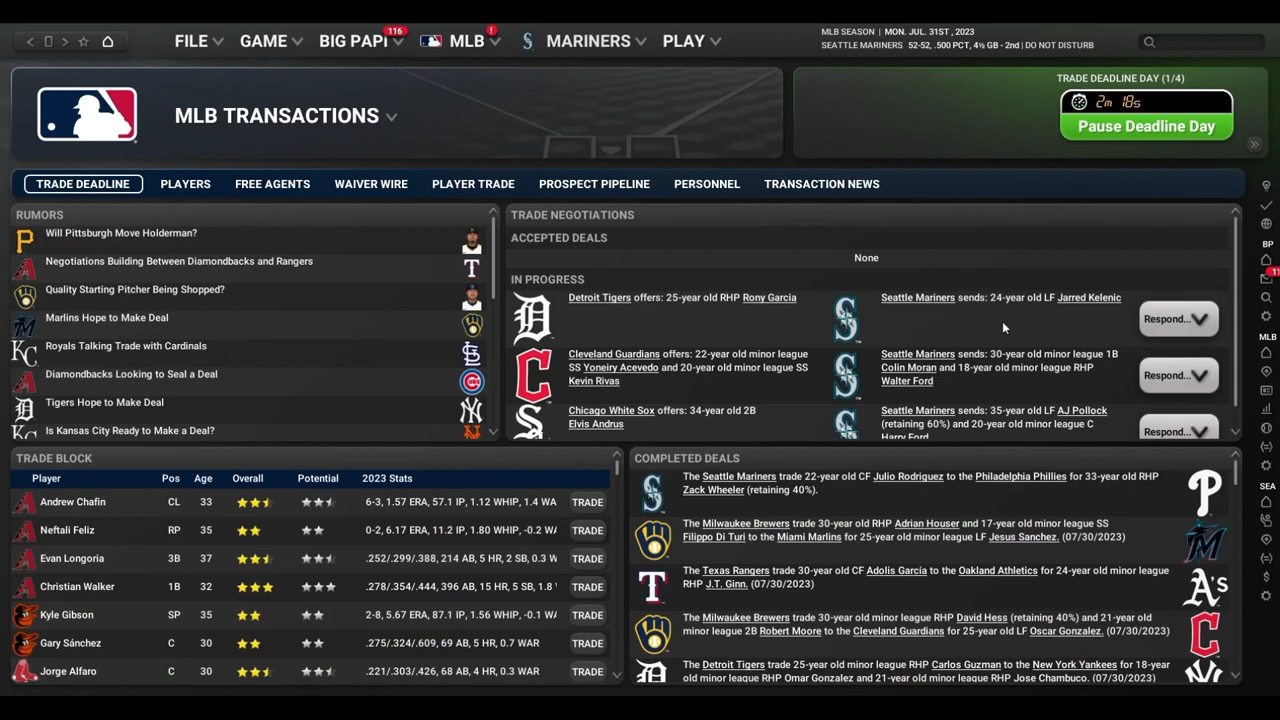 FILE
GAME
BIG PAPI
116
MLB
!
MARINERS
PLAY
MLB SEASON | MON. JUL. 31ST , 2023
SEATTLE MARINERS 52-52, .500 PCT, 4½ GB - 2nd | DO NOT DISTURB
MLB TRANSACTIONS
TRADE DEADLINE DAY (1/4)
2m 18s
Pause Deadline Day
TRADE DEADLINE
PLAYERS
FREE AGENTS
WAIVER WIRE
PLAYER TRADE
PROSPECT PIPELINE
PERSONNEL
TRANSACTION NEWS
RUMORS
Will Pittsburgh Move Holderman?
Negotiations Building Between Diamondbacks and Rangers
Quality Starting Pitcher Being Shopped?
Marlins Hope to Make Deal
Royals Talking Trade with Cardinals
Diamondbacks Looking to Seal a Deal
Tigers Hope to Make Deal
Is Kansas City Ready to Make a Deal?
TRADE NEGOTIATIONS
ACCEPTED DEALS
None
IN PROGRESS
Detroit Tigers offers: 25-year old RHP Rony Garcia
Seattle Mariners sends: 24-year old LF Jarred Kelenic
Respond...
Cleveland Guardians offers: 22-year old minor league
SS Yoneiry Acevedo and 20-year old minor league SS
Kevin Rivas
Seattle Mariners sends: 30-year old minor league 1B
Colin Moran and 18-year old minor league RHP
Walter Ford
Respond...
Chicago White Sox offers: 34-year old 2B
Elvis Andrus
Seattle Mariners sends: 35-year old LF AJ Pollock
(retaining 60%) and 20-year old minor league C
Harry Ford
Respond...
TRADE BLOCK
Player Pos Age Overall Potential 2023 Stats
Andrew Chafin CL 33 6-3, 1.57 ERA, 57.1 IP, 1.12 WHIP, 1.4 WA TRADE
Neftali Feliz RP 35 0-2, 6.17 ERA, 11.2 IP, 1.80 WHIP, -0.2 W TRADE
Evan Longoria 3B 37 .252/.299/.388, 214 AB, 5 HR, 2 SB, 0.3 W TRADE
Christian Walker 1B 32 .278/.354/.444, 396 AB, 15 HR, 5 SB, 1.8 TRADE
Kyle Gibson SP 35 2-8, 5.67 ERA, 87.1 IP, 1.56 WHIP, -0.1 W TRADE
Gary Sánchez C 30 .275/.324/.609, 69 AB, 5 HR, 0.7 WAR TRADE
Jorge Alfaro C 30 .221/.303/.426, 68 AB, 4 HR, 0.3 WAR TRADE
COMPLETED DEALS
The Seattle Mariners trade 22-year old CF Julio Rodriguez to the Philadelphia Phillies for 33-year old RHP
Zack Wheeler (retaining 40%).
The Milwaukee Brewers trade 30-year old RHP Adrian Houser and 17-year old minor league SS
Filippo Di Turi to the Miami Marlins for 25-year old minor league LF Jesus Sanchez. (07/30/2023)
The Texas Rangers trade 30-year old CF Adolis García to the Oakland Athletics for 24-year old minor league
RHP J.T. Ginn. (07/30/2023)
The Milwaukee Brewers trade 30-year old minor league RHP David Hess (retaining 40%) and 21-year old
minor league 2B Robert Moore to the Cleveland Guardians for 25-year old LF Oscar Gonzalez. (07/30/2023)
The Detroit Tigers trade 25-year old minor league RHP Carlos Guzman to the New York Yankees for 18-year
old minor league RHP Omar Gonzalez and 21-year old minor league RHP Jose Chambuco. (07/30/2023)
BP
11
MLB
SEA